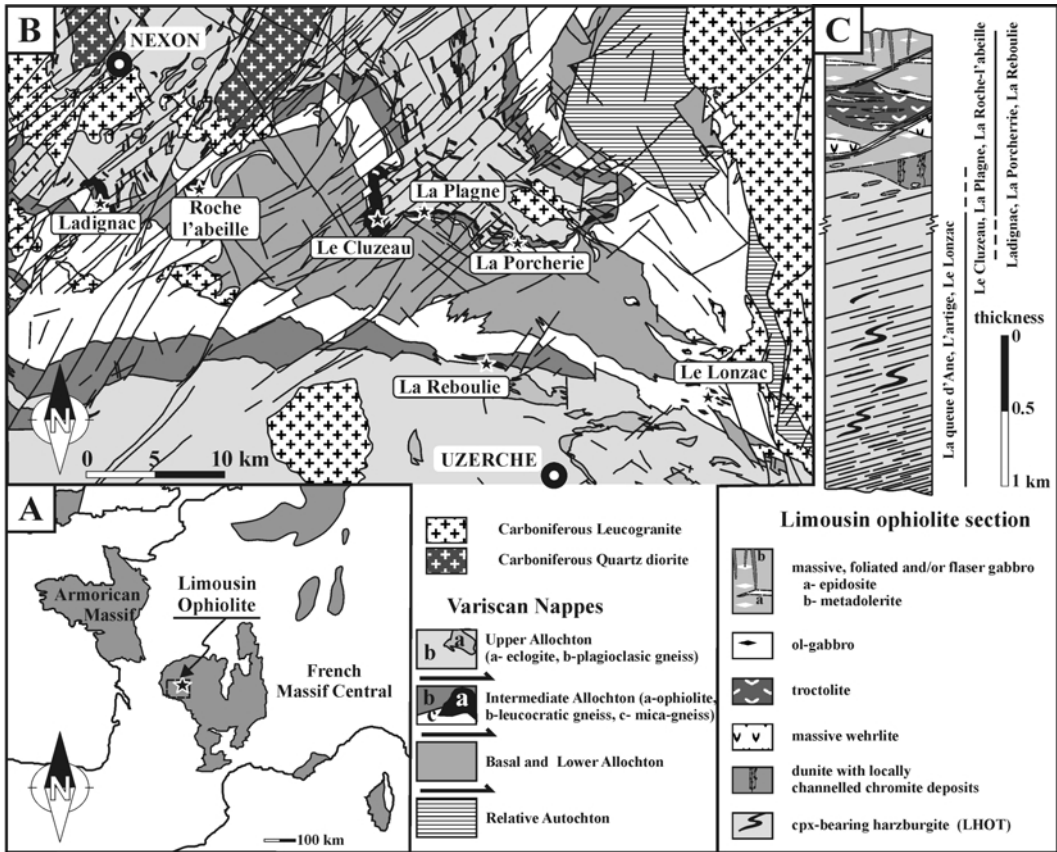 B
NEXON
Ladignac
Roche
l'abeille
La Plagne
Le Cluzeau
La Porcherie
La Reboulie
Le Lonzac
UZERCHE
N
0 5 10 km
C
La queue d'Ane, L'artige, Le Lonzac
Le Cluzeau, La Plagne, La Roche-l'abeille
Ladignac, La Porcherrie, La Reboulie
thickness
0
0.5
1 km
A
Armorican
Massif
Limousin
Ophiolite
French
Massif Central
N
100 km
Carboniferous Leucogranite
Carboniferous Quartz diorite
Variscan Nappes
a
b
Upper Allochton
(a- eclogite, b-plagioclasic gneiss)
b a
c
Intermediate Allochton (a-ophiolite,
b-leucocratic gneiss, c- mica-gneiss)
Basal and Lower Allochton
Relative Autochton
Limousin ophiolite section
b
a
massive, foliated and/or flaser gabbro
a- epidosite
b- metadolerite
ol-gabbro
troctolite
massive wehrlite
dunite with locally
channelled chromite deposits
cpx-bearing harzburgite (LHOT)